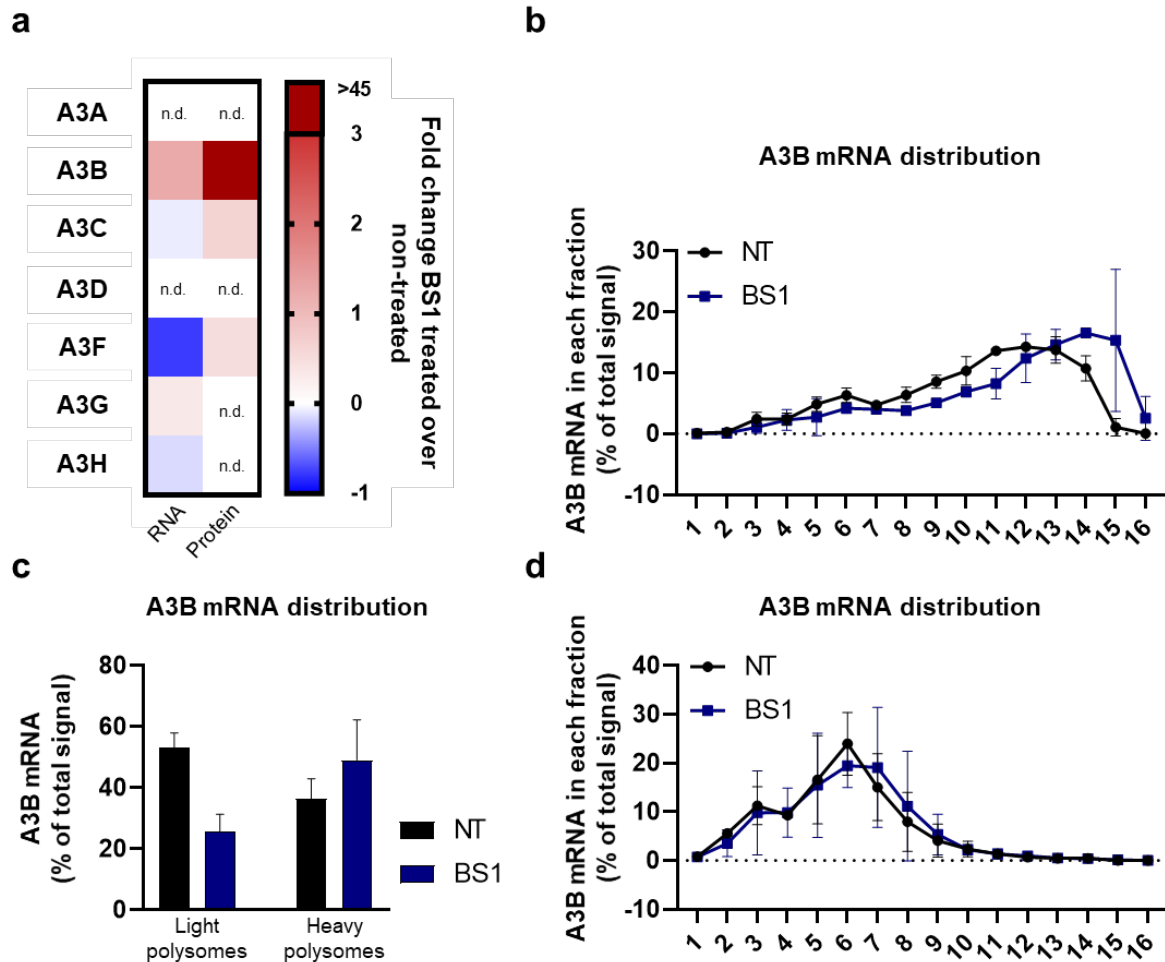 a
A3A
A3B
A3C
A3D
A3F
A3G
A3H
n.d.
n.d.
n.d.
n.d.
n.d.
n.d.
RNA
Protein
>45
3
2
1
0
-1
Fold change BS1 treated over
non-treated
b
A3B mRNA distribution
NT
BS1
A3B mRNA in each fraction
(% of total signal)
30
20
10
0
-10
1 2 3 4 5 6 7 8 9 10 11 12 13 14 15 16
c
A3B mRNA distribution
A3B mRNA
(% of total signal)
80
60
40
20
0
Light
polysomes
Heavy
polysomes
NT
BS1
d
A3B mRNA distribution
NT
BS1
A3B mRNA in each fraction
(% of total signal)
40
30
20
10
0
-10
1 2 3 4 5 6 7 8 9 10 11 12 13 14 15 16